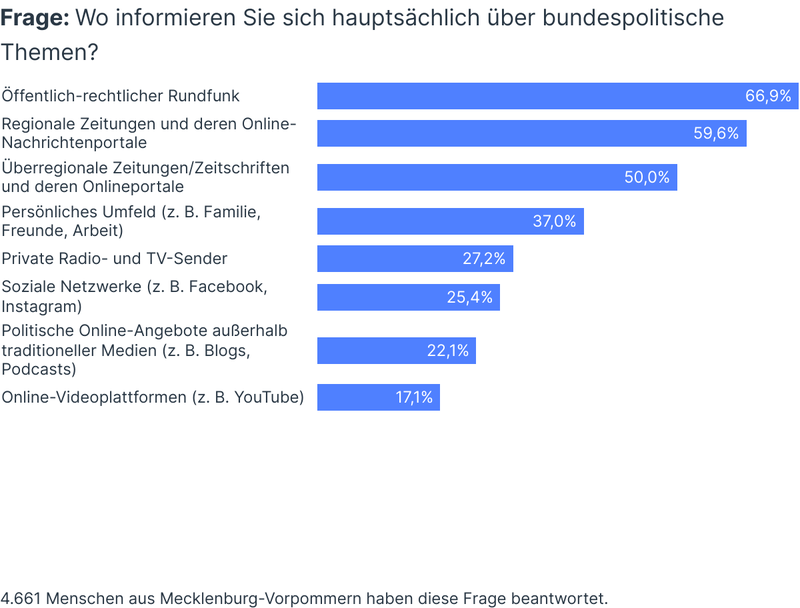 Frage: Wo informieren Sie sich hauptsächlich über bundespolitische
Themen?
Öffentlich-rechtlicher Rundfunk
66,9%
Regionale Zeitungen und deren Online-
Nachrichtenportale
59,6%
Überregionale Zeitungen/Zeitschriften
und deren Onlineportale
50,0%
Persönliches Umfeld (z. B. Familie,
Freunde, Arbeit)
37,0%
Private Radio- und TV-Sender
27,2%
Soziale Netzwerke (z. B. Facebook,
Instagram)
25,4%
Politische Online-Angebote außerhalb
traditioneller Medien (z. B. Blogs,
Podcasts)
22,1%
Online-Videoplattformen (z. B. YouTube)
17,1%
4.661 Menschen aus Mecklenburg-Vorpommern haben diese Frage beantwortet.